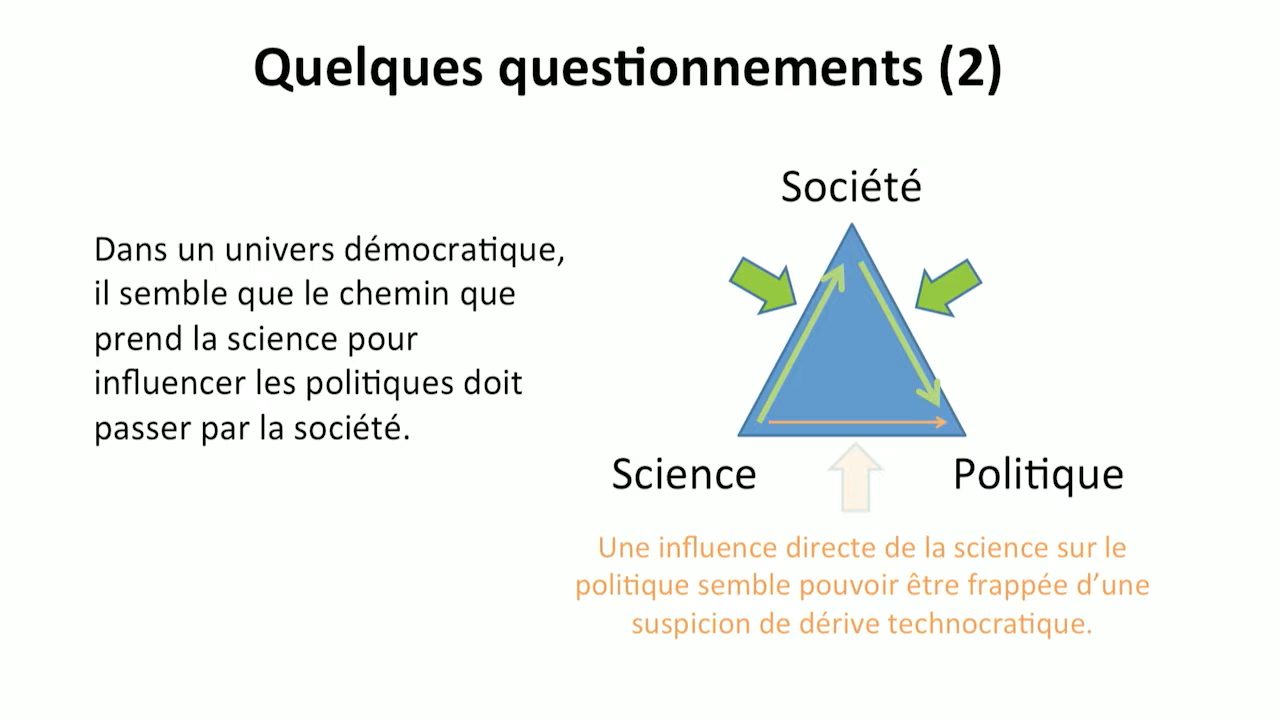 Quelques questionnements (2)
Société
Dans un univers démocratique,
il semble que le chemin que
prend la science pour
influencer les politiques doit
passer par la société.
Science
Politique
Une influence directe de la science sur le
politique semble pouvoir être frappée d’une
suspicion de dérive technocratique.